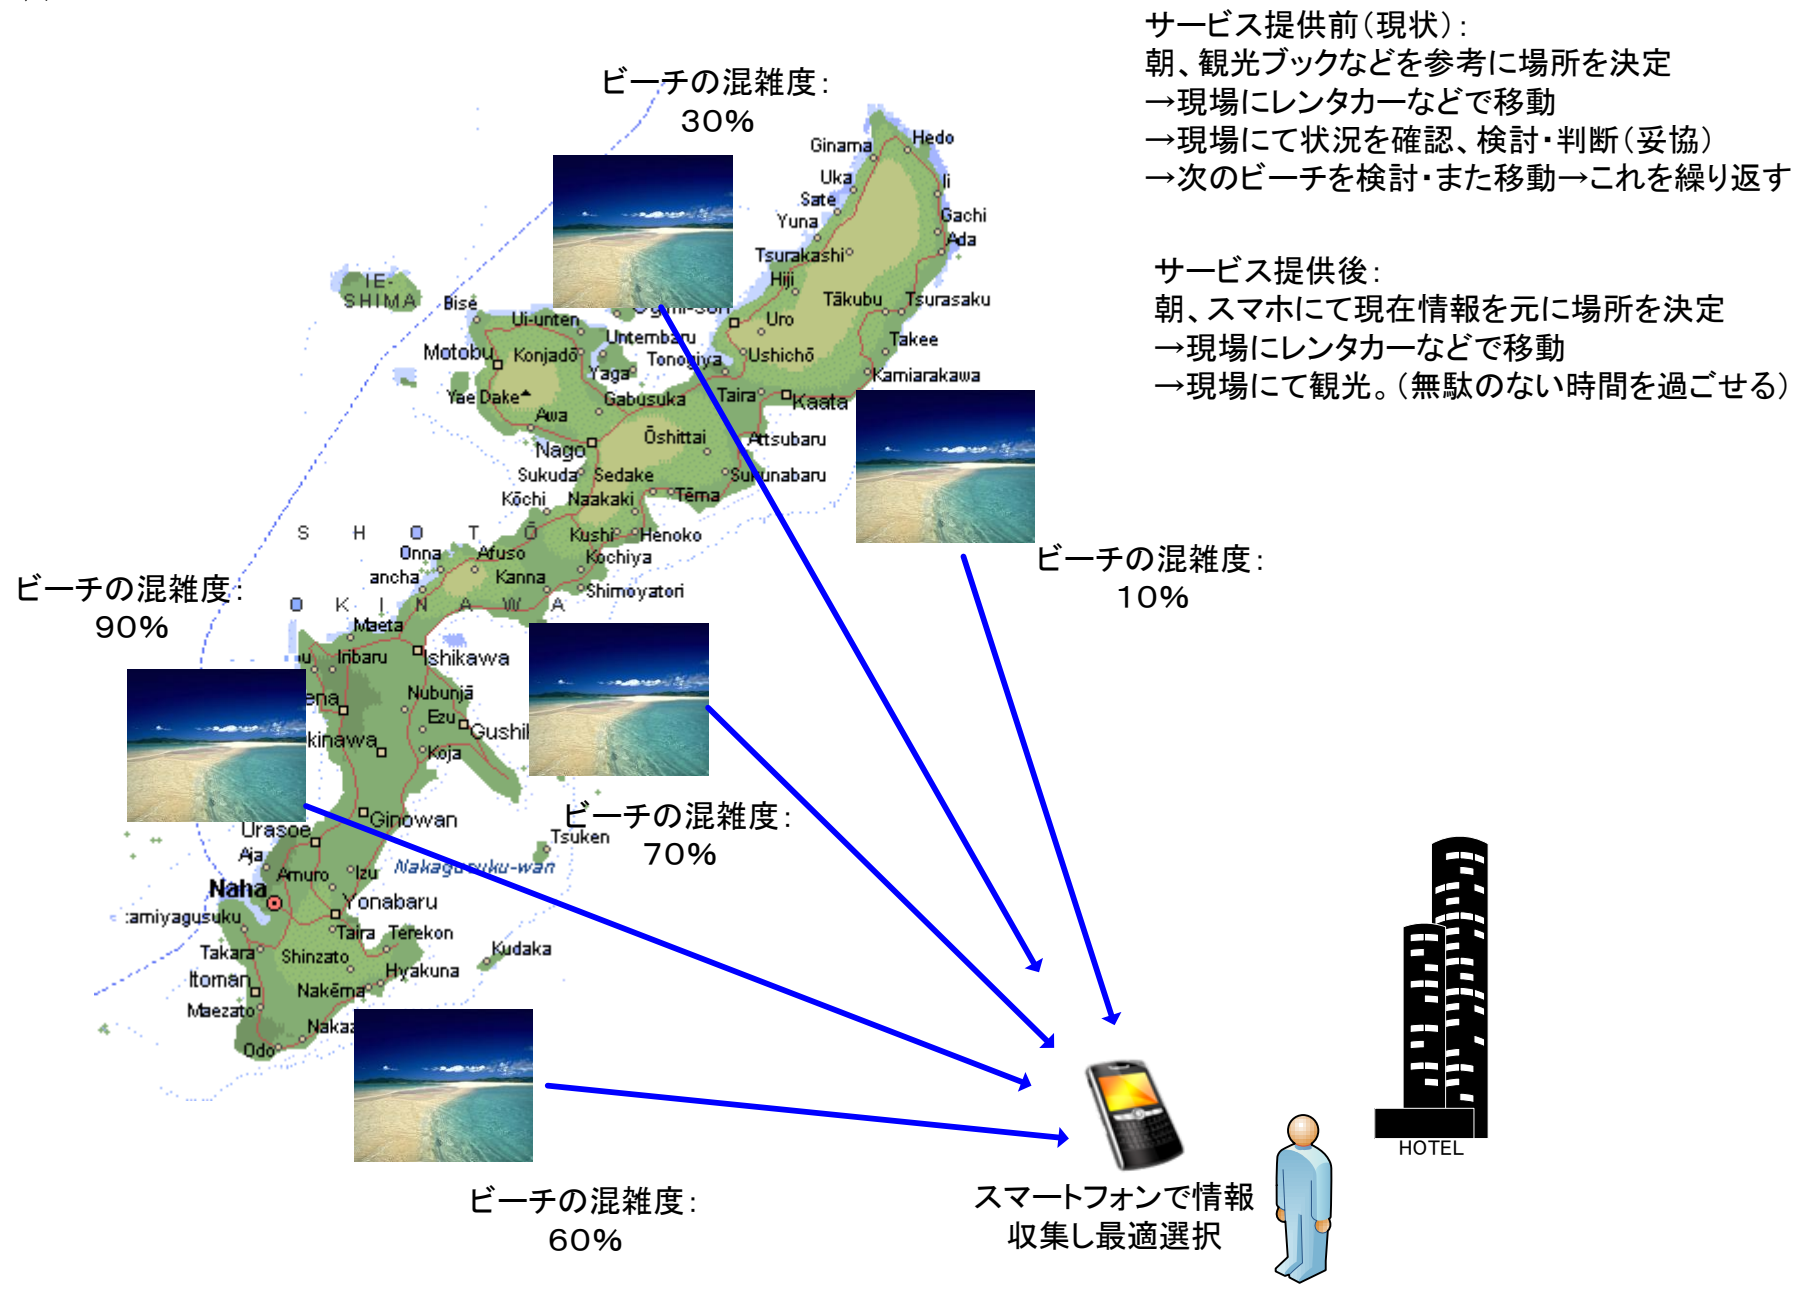 サービス提供前(現状):
朝、観光ブックなどを参考に場所を決定
→現場にレンタカーなどで移動
→現場にて状況を確認、検討・判断(妥協)
→次のビーチを検討・また移動→これを繰り返す
サービス提供後:
朝、スマホにて現在情報を元に場所を決定
→現場にレンタカーなどで移動
→現場にて観光。(無駄のない時間を過ごせる)
ビーチの混雑度:
30%
Ginama
Hedo
Uka
Ii
Sate
Yuna
Gachi
Ada
Tsurakashi
Hiji
IE-
SHIMA
Bise
Tākubu
Tsurasaku
Ui-unten
Uro
Untembaru
Motobu
Konjadō
Tonogiya
Ushichō
Takee
Yaga
Kamiarakawa
Yae Dake
Gabusuka
Taira
Kaata
Awa
Nago
Ōshittai
Attsubaru
Sukuda
Sedake
Sukunabaru
Kōchi
Naakaki
Tēma
S H O T Ō
Kushi
Henoko
Onna
Afuso
Kochiya
ancha
Kanna
Shimoyatori
O K I N A W A
ビーチの混雑度:
10%
ビーチの混雑度:
90%
Maeta
u
Iribaru
Ishikawa
ena
Nubunjā
Ezu
Gushi
kinawa
Koja
Ginowan
ビーチの混雑度:
70%
Tsuken
Urasoe
Aja
Amuro
Izu
Nakagusuku-wan
Naha
Yonabaru
amiyagusuku
Taira
Terekon
Takara
Shinzato
Kudaka
Itoman
Hyakuna
Nakēma
Maezato
Naka
Odo
ビーチの混雑度:
60%
スマートフォンで情報
収集し最適選択
HOTEL